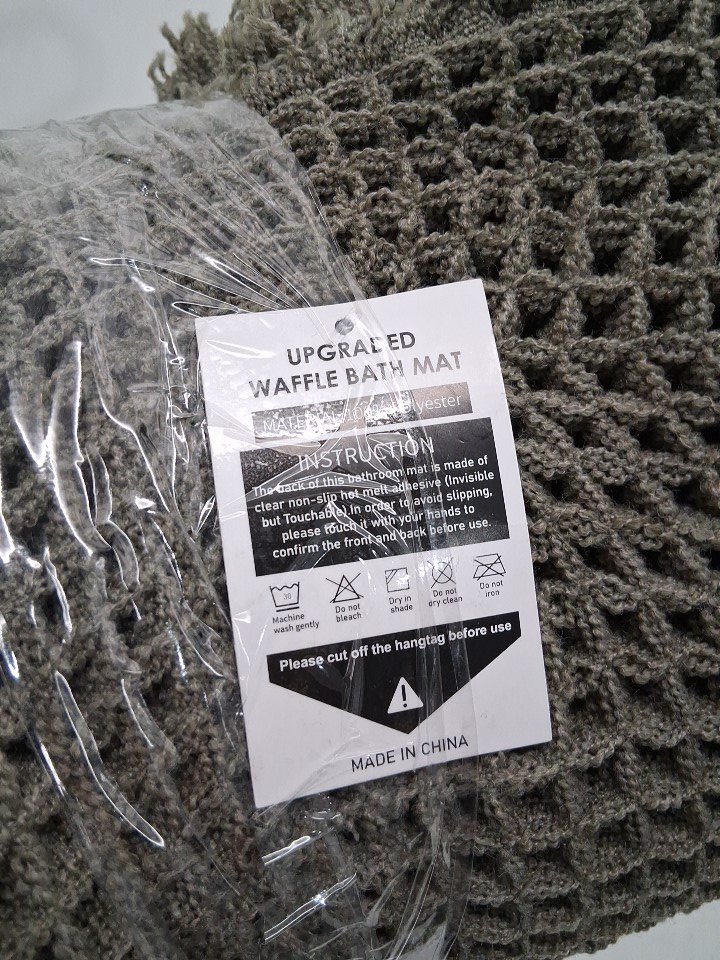 UPGRADED
WAFFLE BATH MAT
MATERIAL: 100% Polyester
INSTRUCTION
The back of this bathroom mat is made of
clear non-slip hot melt adhesive (Invisible
but Touchable) In order to avoid slipping,
please touch it with your hands to
confirm the front and back before use.
30
Machine
wash gently
Do not
bleach
Dry in
shade
Do not
dry clean
Do not
iron
Please cut off the hangtag before use
!
MADE IN CHINA